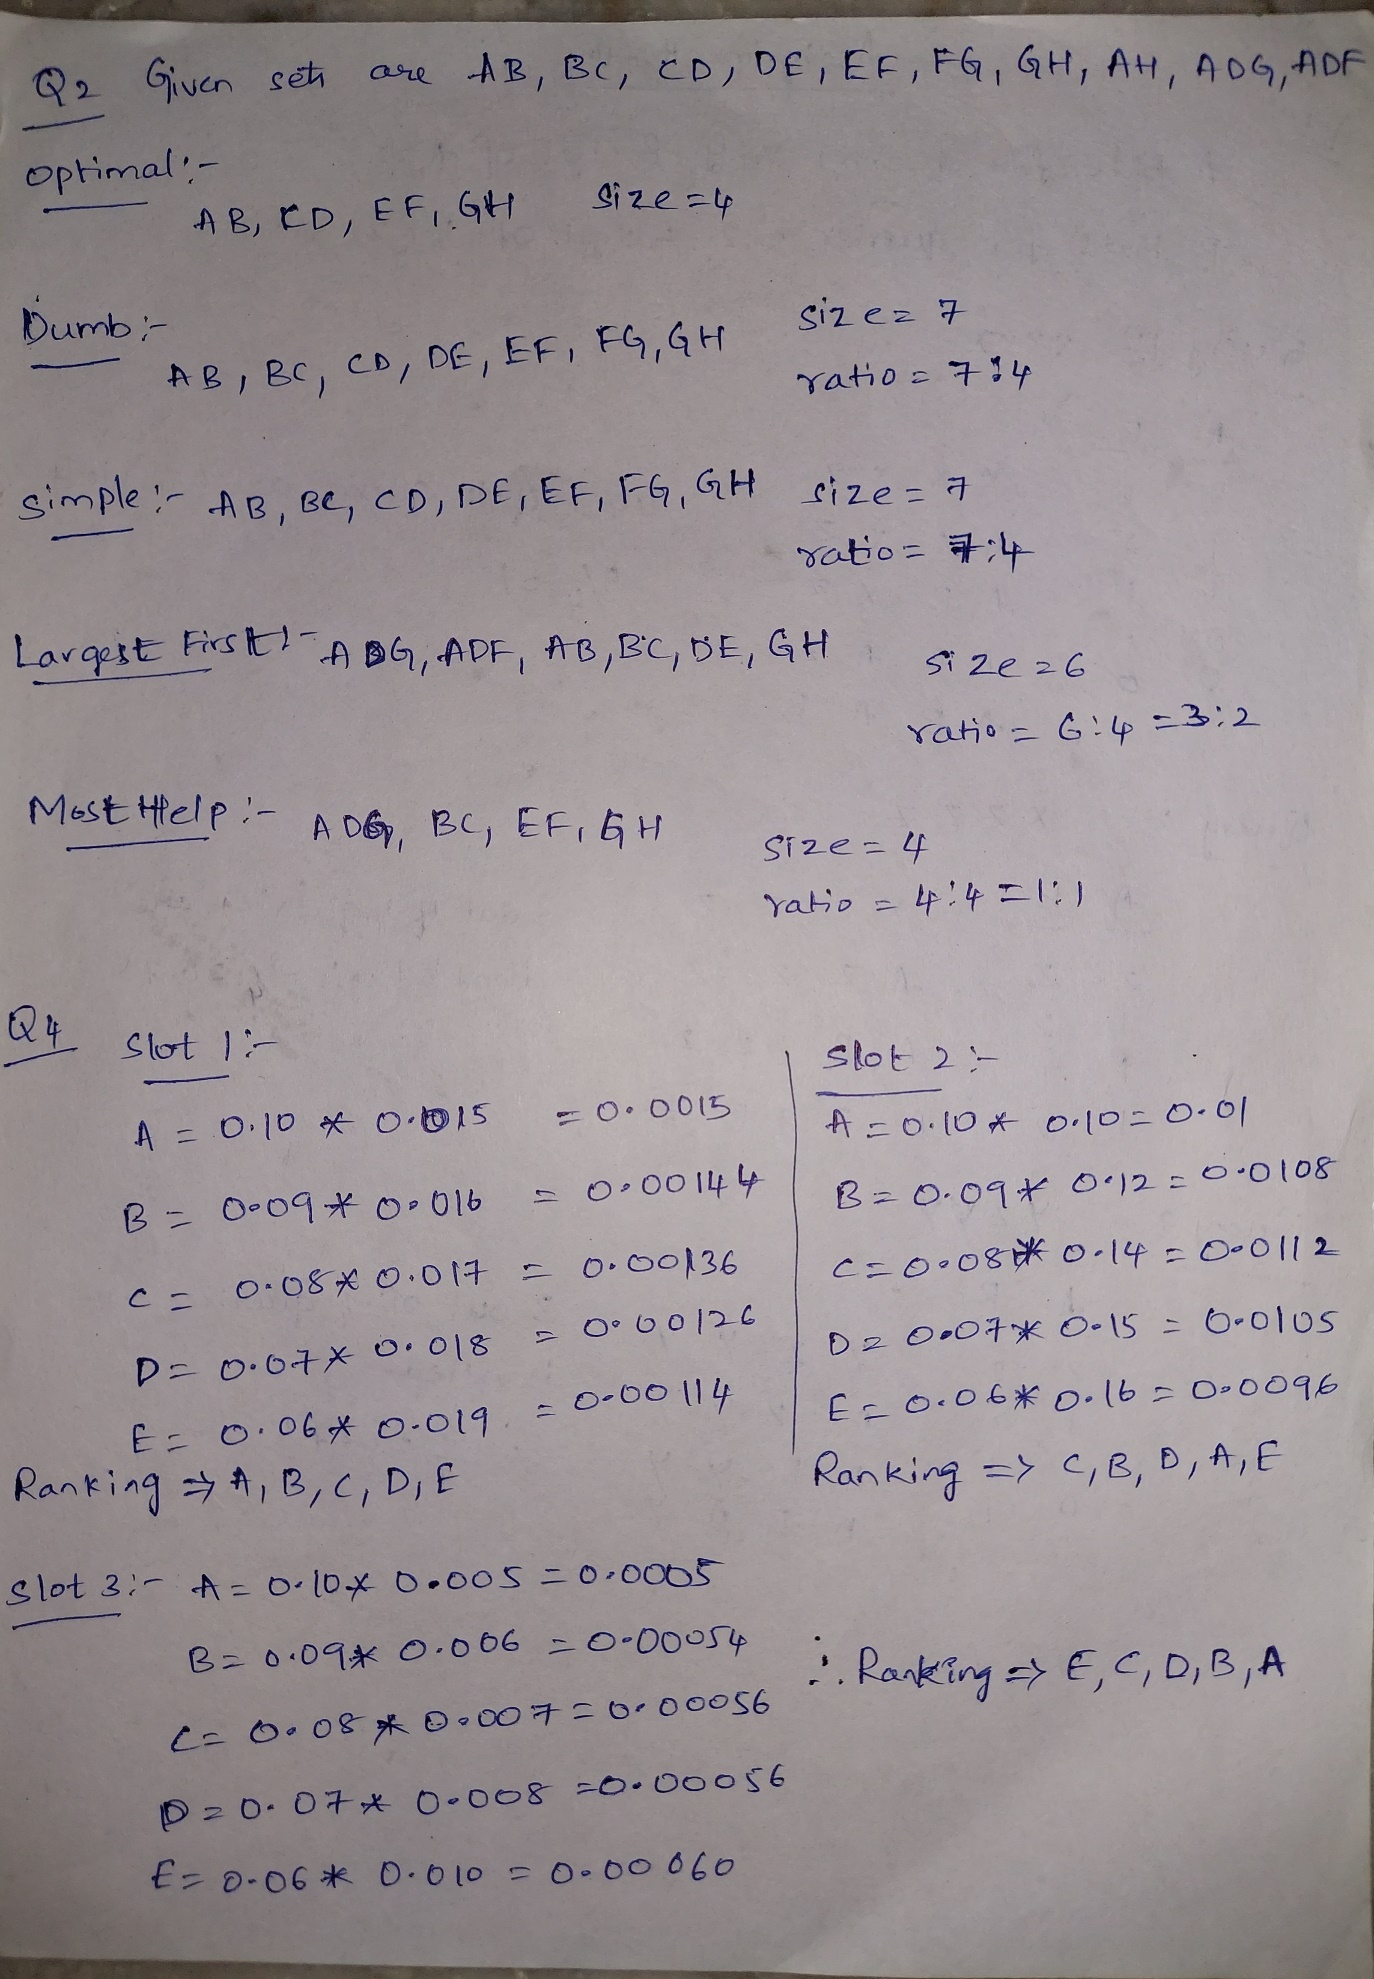 Q2 Given sets are AB, BC, CD, DE, EF, FG, GH, AH, ADG, ADF
optimal:-
AB, CD, EF, GH size=4
Dumb:-
AB, BC, CD, DE, EF, FG, GH size=7
ratio = 7:4
Simple:- AB, BC, CD, DE, EF, FG, GH size=7
ratio= 7:4
Largest First:- ADG, ADF, AB, BC, DE, GH size=6
ratio = 6:4 =3:2
Most Help:- ADG, BC, EF, GH
size=4
ratio = 4:4=1:1
Q4 Slot 1:-
A = 0.10 * 0.015 = 0.0015
B = 0.09 * 0.016 = 0.00144
C = 0.08 * 0.017 = 0.00136
D = 0.07 * 0.018 = 0.00126
E = 0.06 * 0.019 = 0.00114
Ranking => A, B, C, D, E
Slot 2:-
A = 0.10 * 0.10 = 0.01
B = 0.09 * 0.12 = 0.0108
C = 0.08 * 0.14 = 0.0112
D = 0.07 * 0.15 = 0.0105
E = 0.06 * 0.16 = 0.0096
Ranking => C, B, D, A, E
Slot 3:- A = 0.10 * 0.005 = 0.0005
B = 0.09 * 0.006 = 0.00054
C = 0.08 * 0.007 = 0.00056
D = 0.07 * 0.008 = 0.00056
E = 0.06 * 0.010 = 0.00060
∴ Ranking => E, C, D, B, A